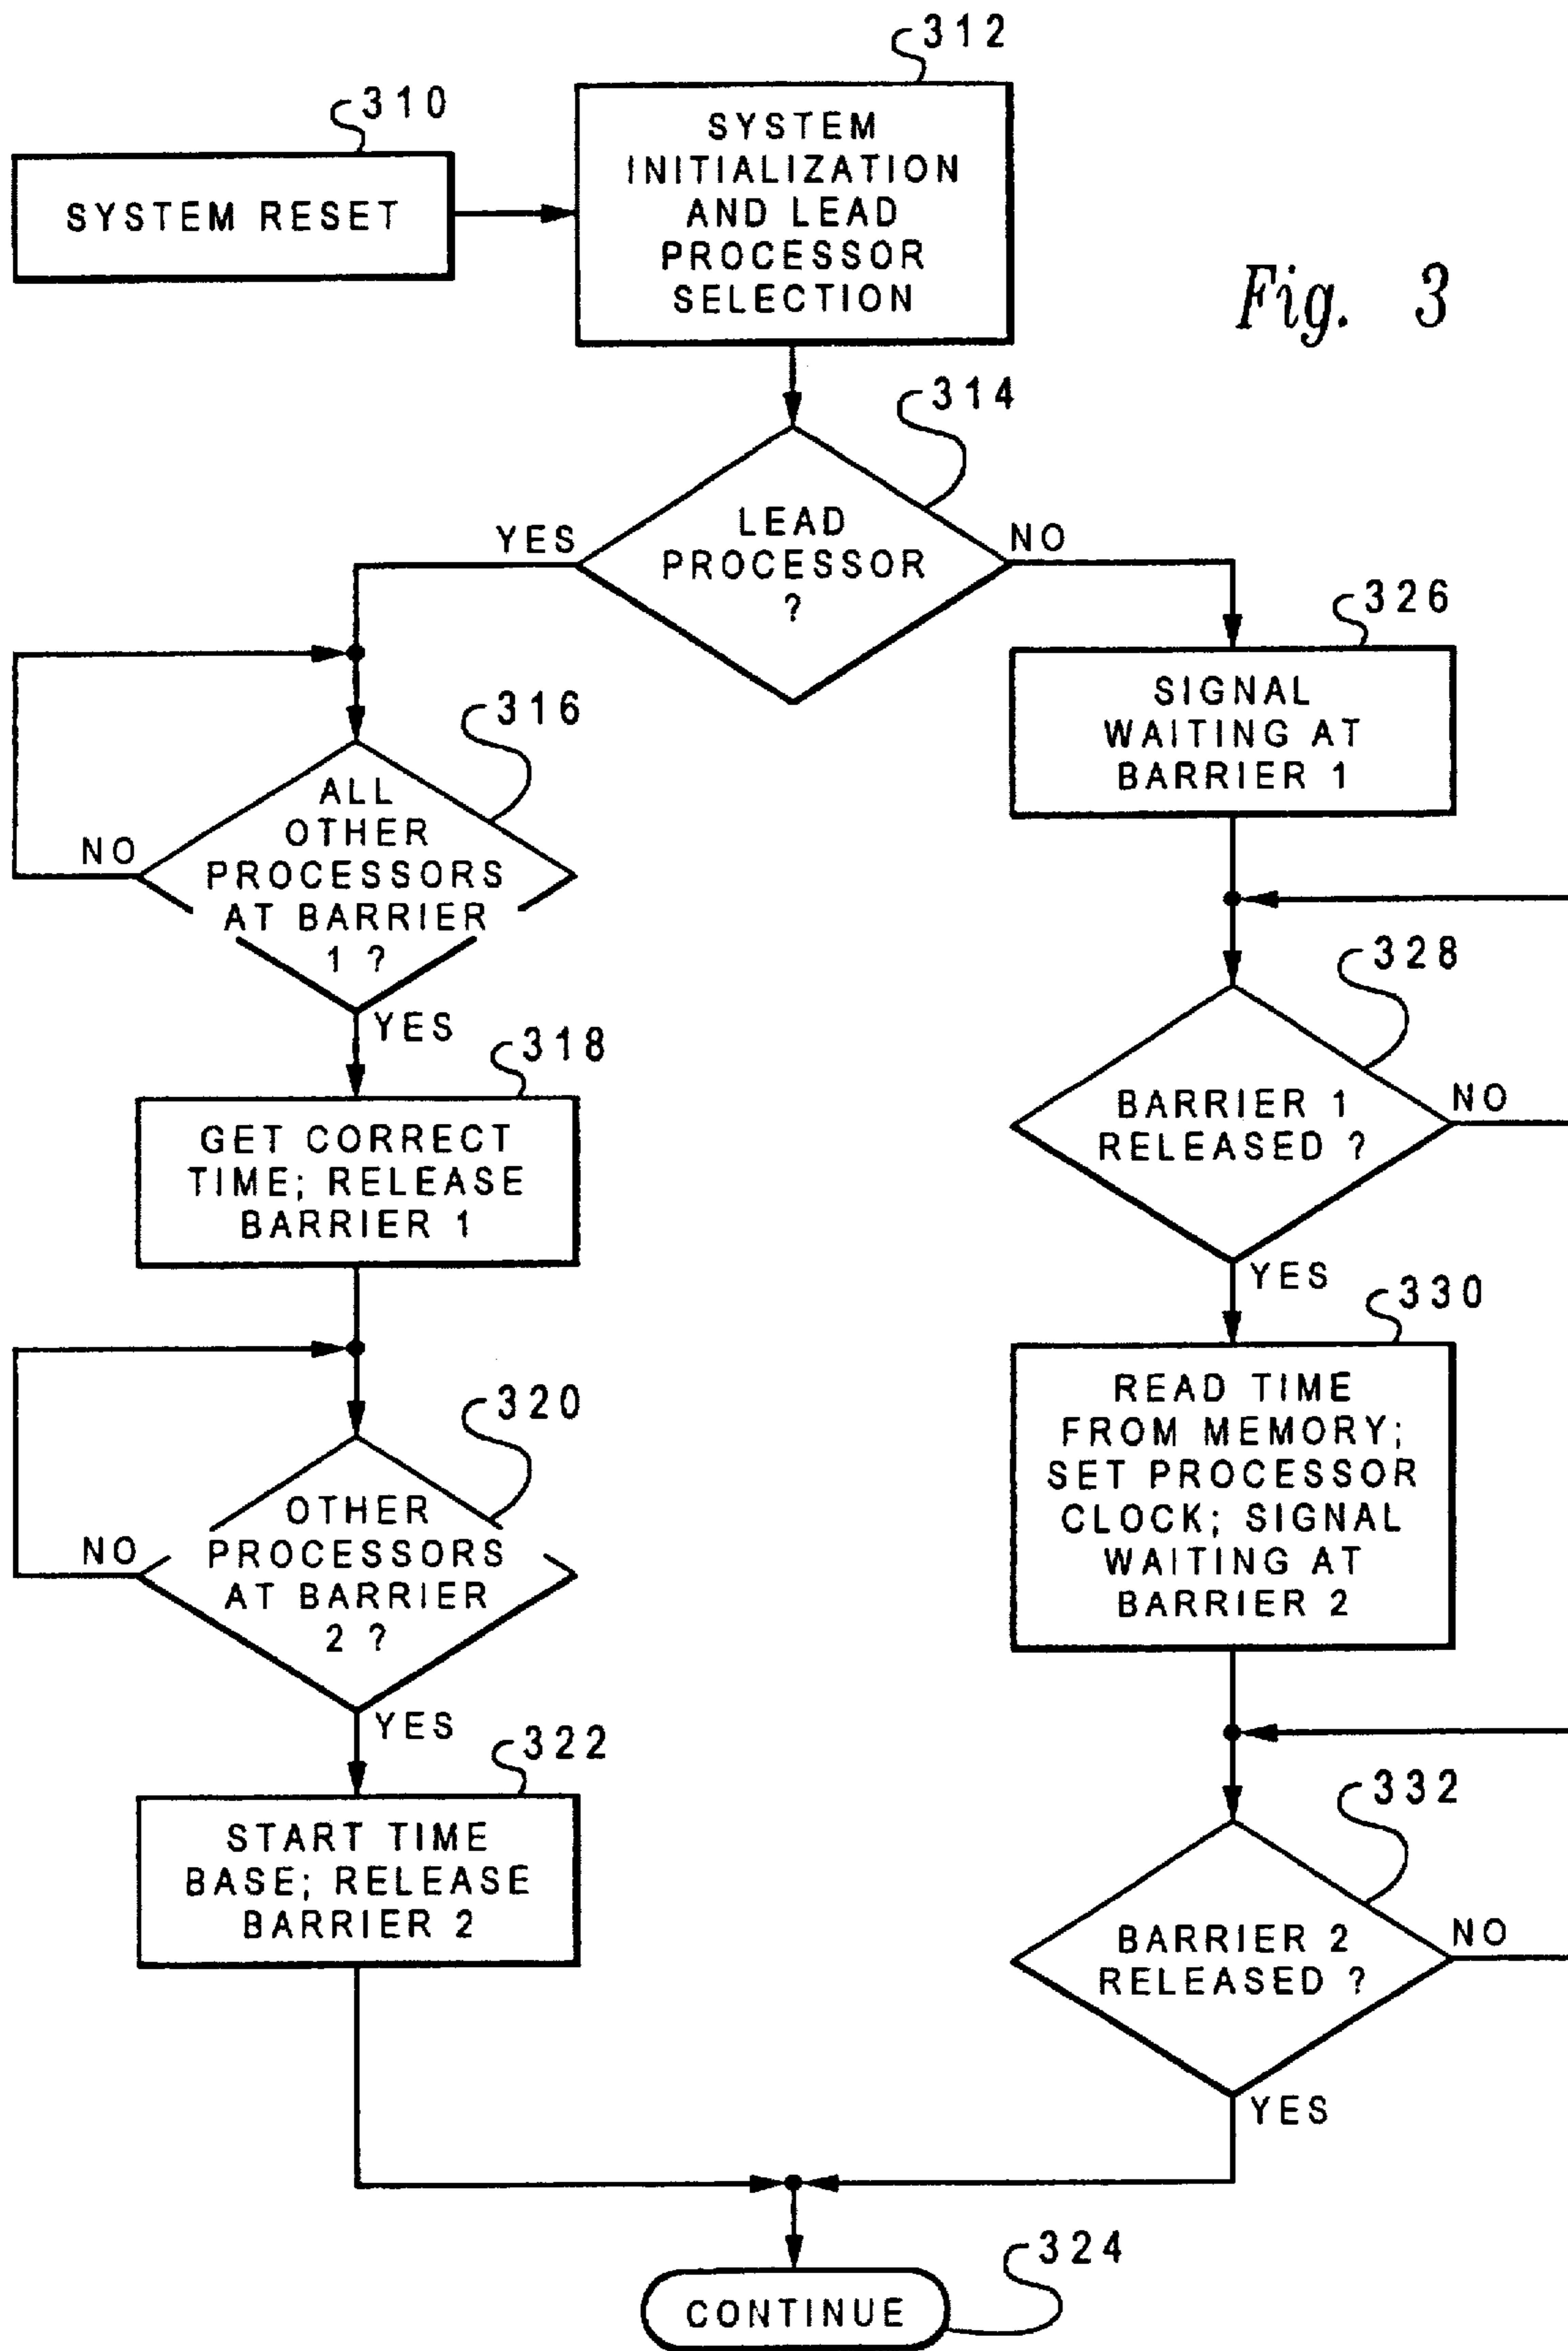 312
310
SYSTEM
INITIALIZATION
AND LEAD
PROCESSOR
SELECTION
SYSTEM RESET
Fig. 3
314
LEAD
PROCESSOR
?
YES
NO
316
ALL
OTHER
PROCESSORS
AT BARRIER
1 ?
NO
YES
318
GET CORRECT
TIME; RELEASE
BARRIER 1
320
OTHER
PROCESSORS
AT BARRIER
2 ?
NO
YES
322
START TIME
BASE; RELEASE
BARRIER 2
326
SIGNAL
WAITING AT
BARRIER 1
328
BARRIER 1
RELEASED ?
NO
YES
330
READ TIME
FROM MEMORY;
SET PROCESSOR
CLOCK; SIGNAL
WAITING AT
BARRIER 2
332
BARRIER 2
RELEASED ?
NO
YES
324
CONTINUE